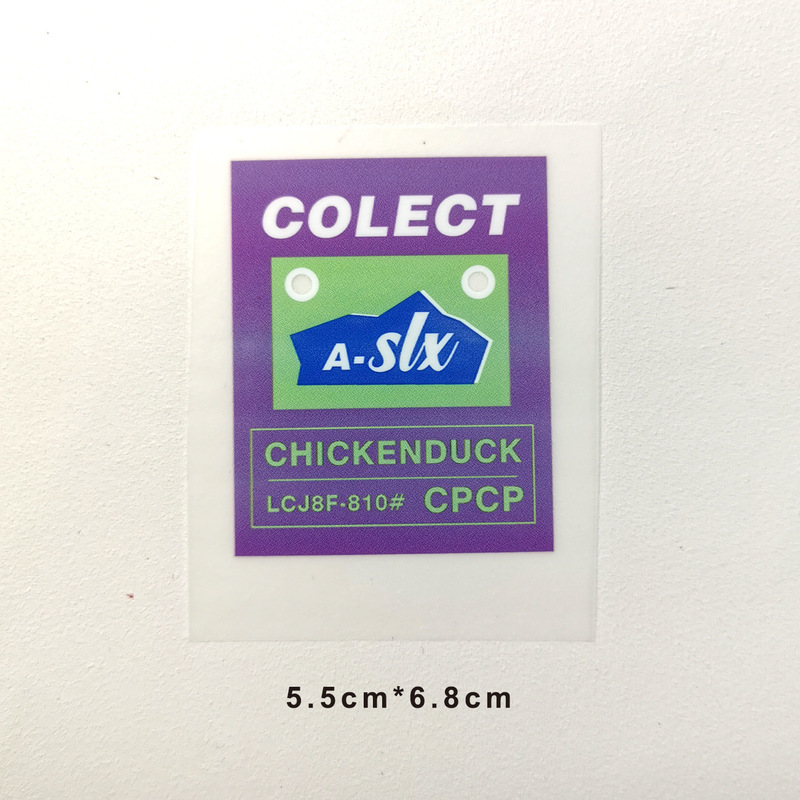 COLECT
A-slx
CHICKENDUCK
LCJ8F-810# CPCP
5.5cm*6.8cm